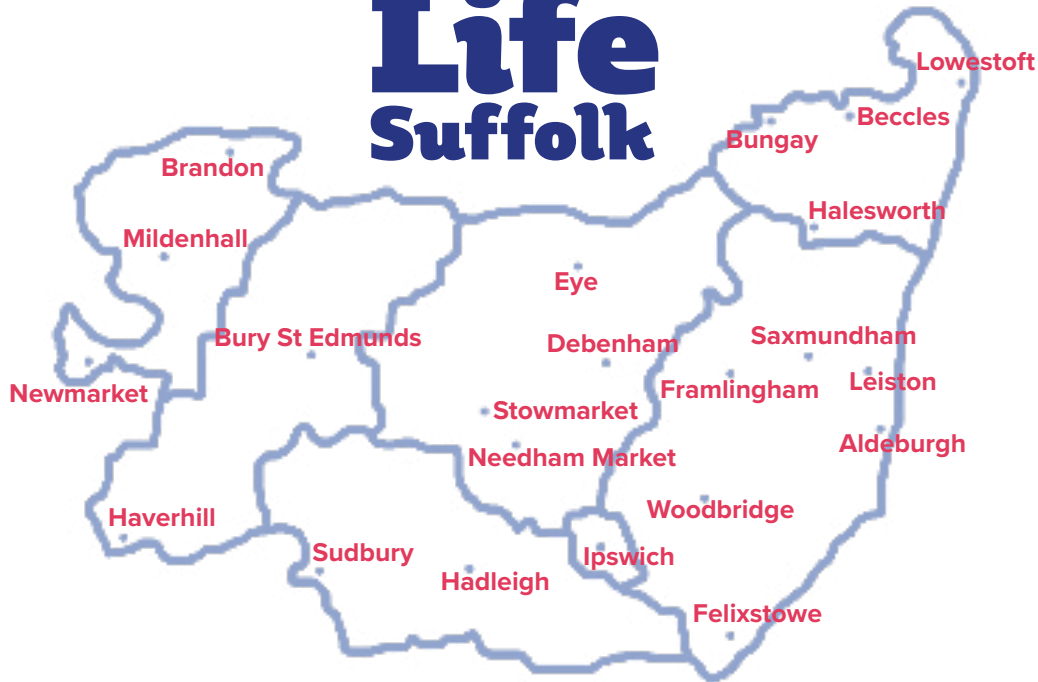 Life
Suffolk
Lowestoft
Beccles
Bungay
Brandon
Halesworth
Mildenhall
Eye
Bury St Edmunds
Debenham
Saxmundham
Newmarket
Framlingham
Leiston
Stowmarket
Aldeburgh
Needham Market
Woodbridge
Haverhill
Sudbury
Ipswich
Hadleigh
Felixstowe